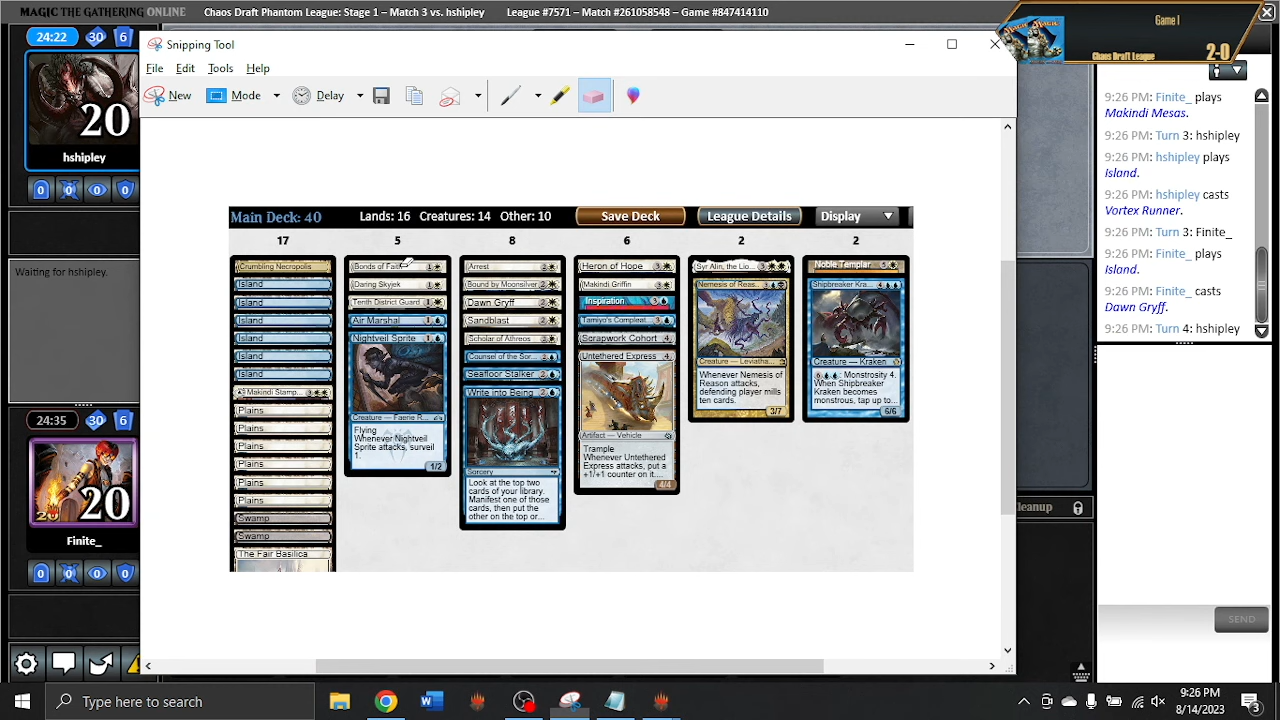 MAGIC THE GATHERING ONLINE
Chaos Draft Phantom League: Stage 1 – Match 3 vs. hshipley
League #7571 – Match #261058548 – Game #847414110
Game 1
Chaos Draft League
2-0
24:22
30
6
20
hshipley
0
0
0
0
Waiting for hshipley.
24:35
30
6
20
Finite_
0
0
0
0
Snipping Tool
File
Edit
Tools
Help
New
Mode
Delay
Main Deck: 40
Lands: 16
Creatures: 14
Other: 10
Save Deck
League Details
Display
17
5
8
6
2
2
Crumbling Necropolis
Island
Island
Island
Island
Island
Island
Makindi Stamp...
Plains
Plains
Plains
Plains
Plains
Plains
Swamp
Swamp
The Fair Basilica
Bonds of
Daring Skyjek
Tenth District Guard
Air Marshal
Nightveil Sprite
Creature — Faerie R...
Flying
Whenever Nightveil
Sprite attacks, surveil
1.
1/2
Arrest
Bound by Moonsilver
Dawn Gryff
Sandblast
Scholar of Athreos
Counsel of the Sor...
Seafloor Stalker
Write into Being
Sorcery
Look at the top two
cards of your library.
Manifest one of those
cards, then put the
other on the top or...
Heron of Hope
Makindi Griffin
Inspiration
Tamiyo's Compleat...
Scrapwork Cohort
Untethered Express
Artifact — Vehicle
Trample
Whenever Untethered
Express attacks, put a
+1/+1 counter on it....
4/4
Syr Alin, the Lio...
Nemesis of Reas...
Creature — Leviatha...
Whenever Nemesis of
Reason attacks,
defending player mills
ten cards.
3/7
Noble Templar
Shipbreaker Kra...
Creature — Kraken
: Monstrosity 4.
When Shipbreaker
Kraken becomes
monstrous, tap up to...
6/6
9:26 PM: Finite_ plays
Makindi Mesas.
9:26 PM: Turn 3: hshipley
9:26 PM: hshipley plays
Island.
9:26 PM: hshipley casts
Vortex Runner.
9:26 PM: Turn 3: Finite_
9:26 PM: Finite_ plays
Island.
9:26 PM: Finite_ casts
Dawn Gryff.
9:26 PM: Turn 4: hshipley
Cleanup
SEND
Type here to search
9:26 PM
8/14/2023
3